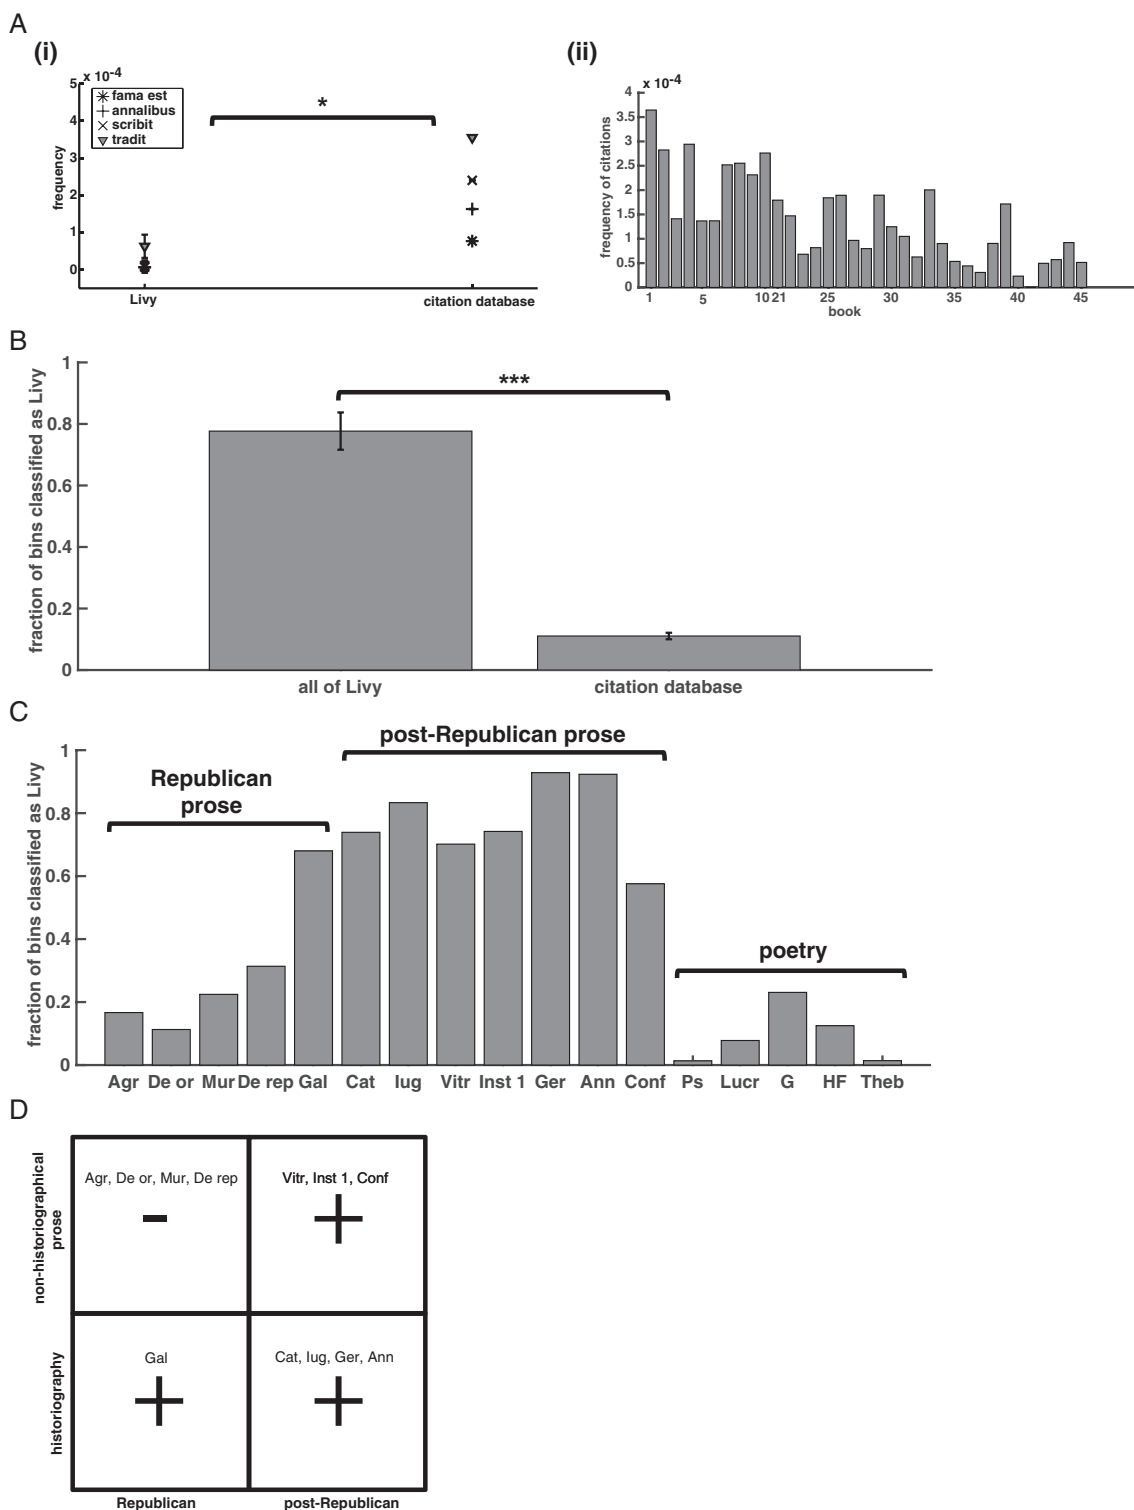 A
(i)
x 10-4
5
4
3
2
1
0
frequency
fama est
annalibus
scribit
tradit
*
Livy
citation database
(ii)
x 10-4
4
3.5
3
2.5
2
1.5
1
0.5
0
frequency of citations
1 5 10 21 25 30 35 40 45
book
B
1
0.8
0.6
0.4
0.2
0
fraction of bins classified as Livy
***
all of Livy
citation database
C
1
0.8
0.6
0.4
0.2
0
fraction of bins classified as Livy
Republican
prose
post-Republican prose
poetry
Agr De or Mur De rep Gal Cat Iug Vitr Inst 1 Ger Ann Conf Ps Lucr G HF Theb
D
non-historiographical
prose
Agr, De or, Mur, De rep
−
Vitr, Inst 1, Conf
+
historiography
Gal
+
Cat, Iug, Ger, Ann
+
Republican
post-Republican